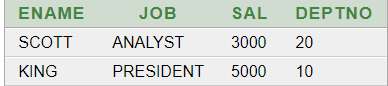 ENAME JOB SAL DEPTNO
SCOTT ANALYST 3000 20
KING PRESIDENT 5000 10